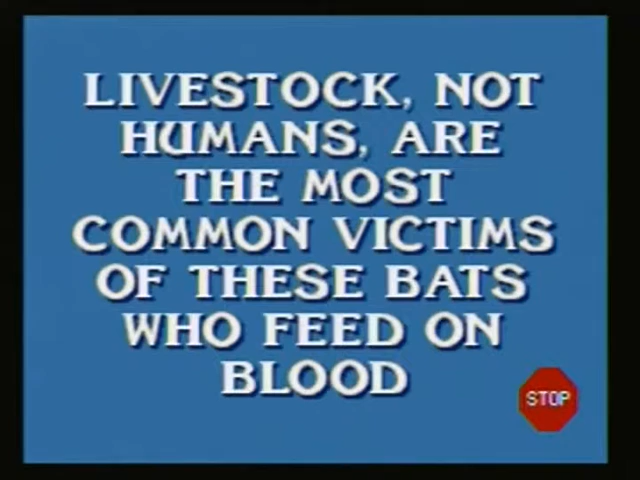 LIVESTOCK, NOT
HUMANS, ARE
THE MOST
COMMON VICTIMS
OF THESE BATS
WHO FEED ON
BLOOD
STOP